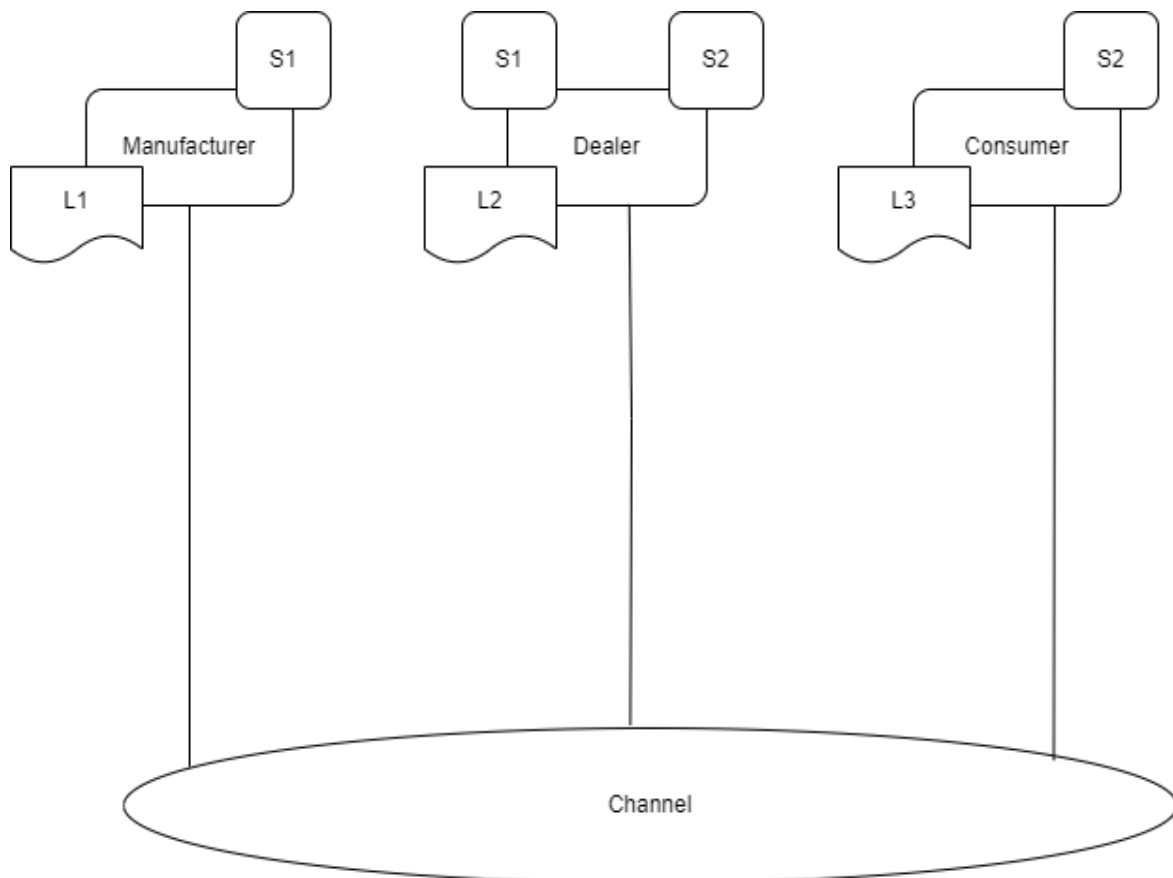 S1
S1
S2
S2
Manufacturer
Dealer
Consumer
L1
L2
L3
Channel